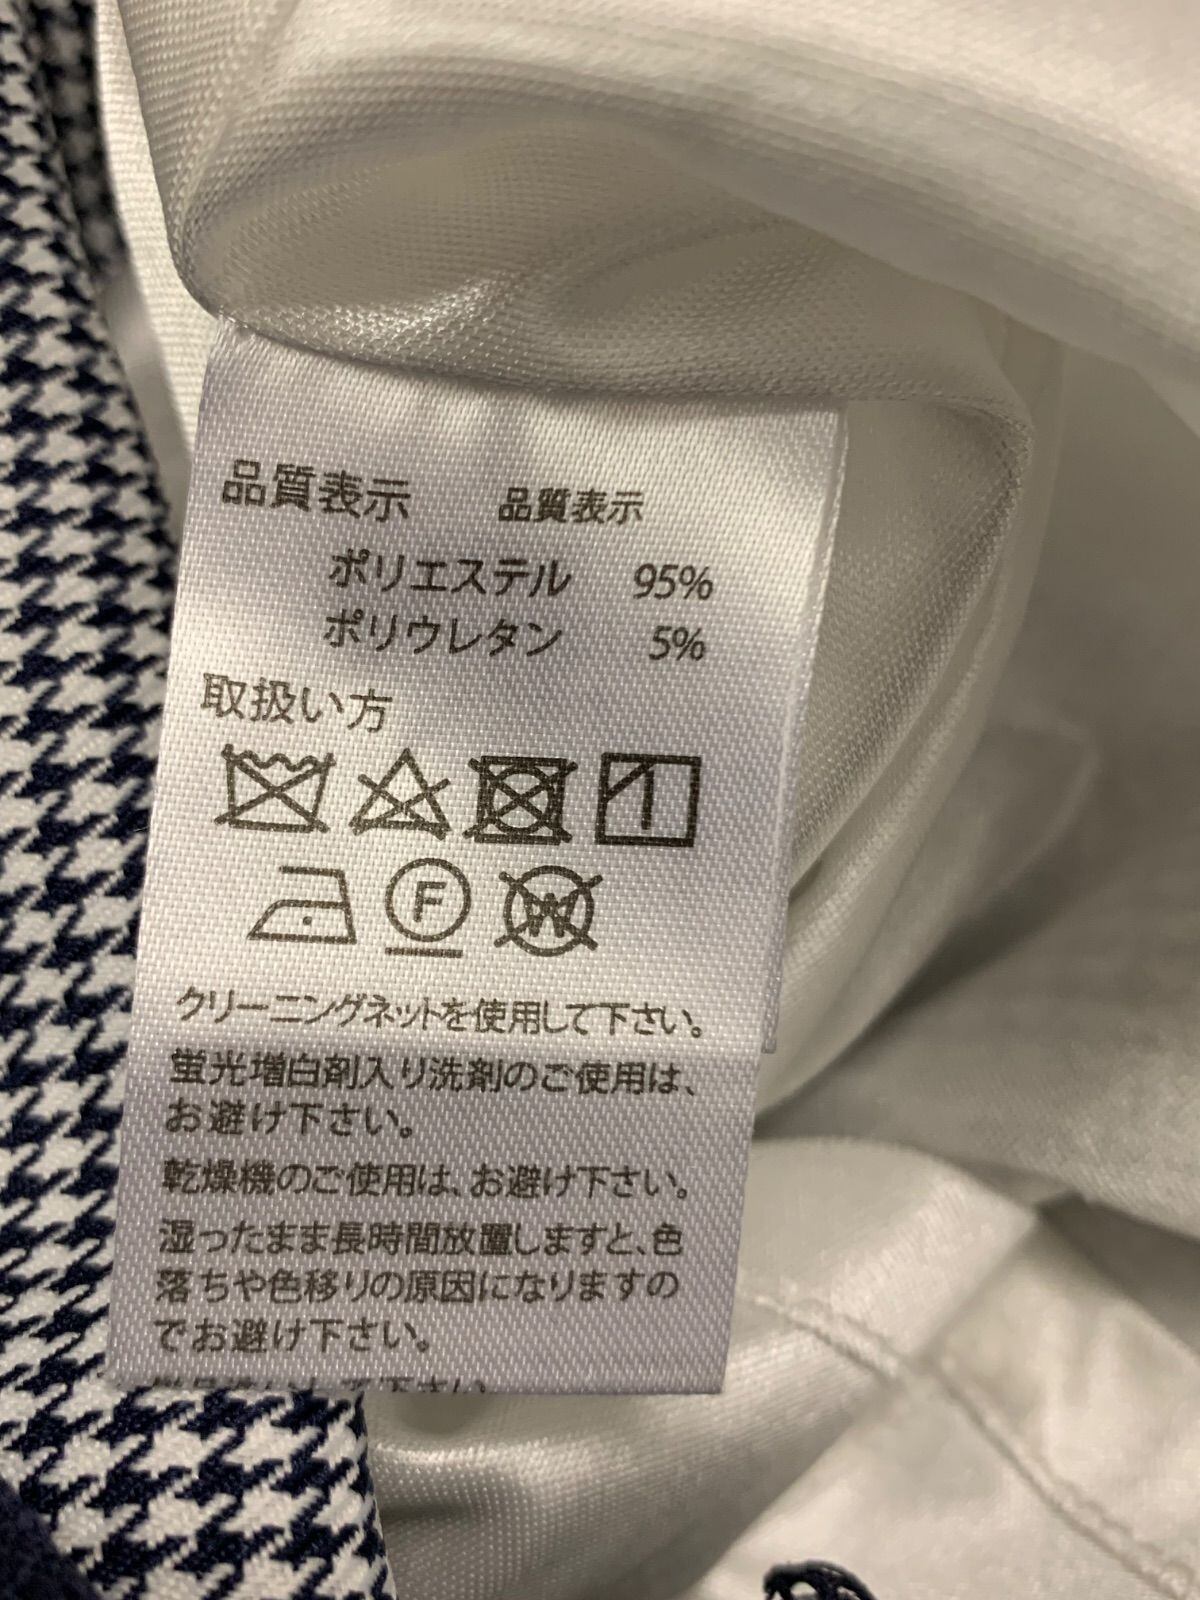 品質表示 品質表示
ポリエステル 95%
ポリウレタン 5%
取扱い方
F
W
クリーニングネットを使用して下さい。
蛍光増白剤入り洗剤のご使用は、
お避け下さい。
乾燥機のご使用は、お避け下さい。
湿ったまま長時間放置しますと、色
落ちや色移りの原因になりますの
でお避け下さい。